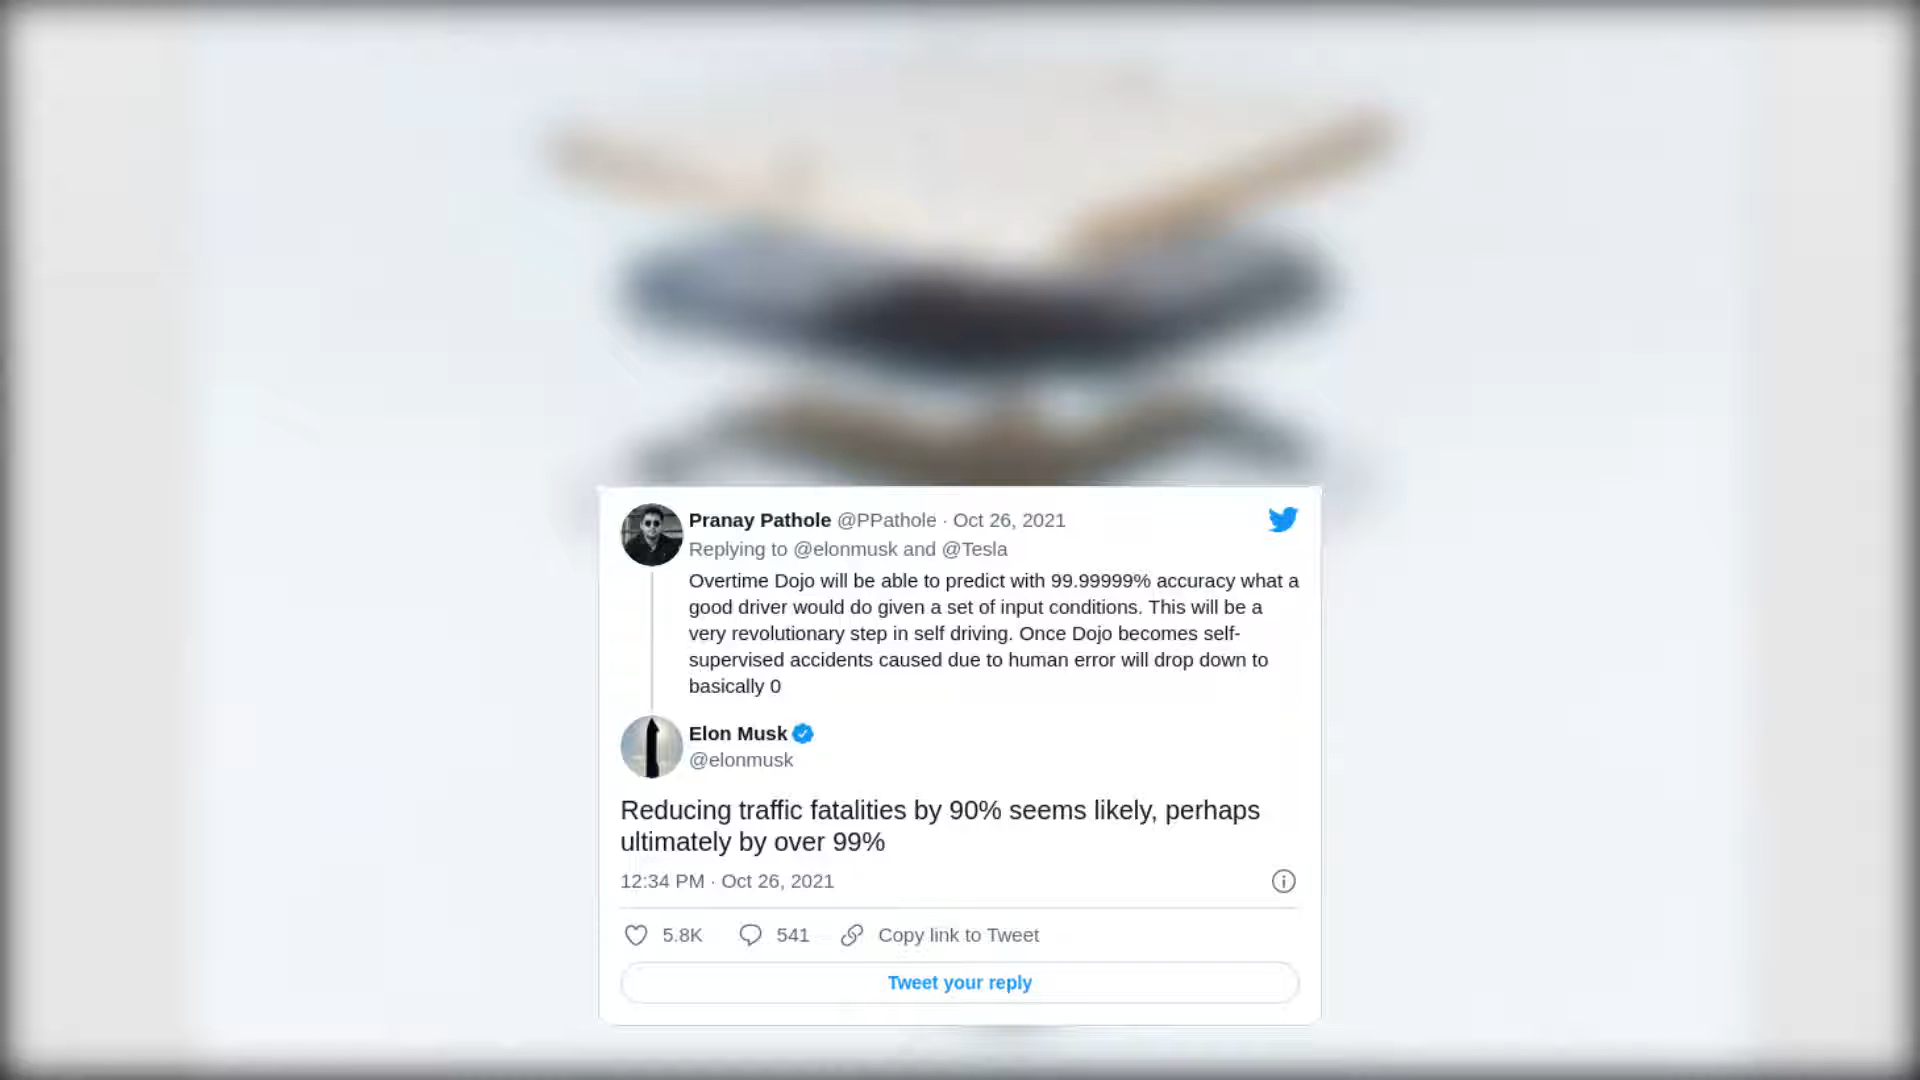 Pranay Pathole @PPathole · Oct 26, 2021
Replying to @elonmusk and @Tesla
Overtime Dojo will be able to predict with 99.99999% accuracy what a
good driver would do given a set of input conditions. This will be a
very revolutionary step in self driving. Once Dojo becomes self-
supervised accidents caused due to human error will drop down to
basically 0
Elon Musk
@elonmusk
Reducing traffic fatalities by 90% seems likely, perhaps
ultimately by over 99%
12:34 PM · Oct 26, 2021
5.8K 541 Copy link to Tweet
Tweet your reply